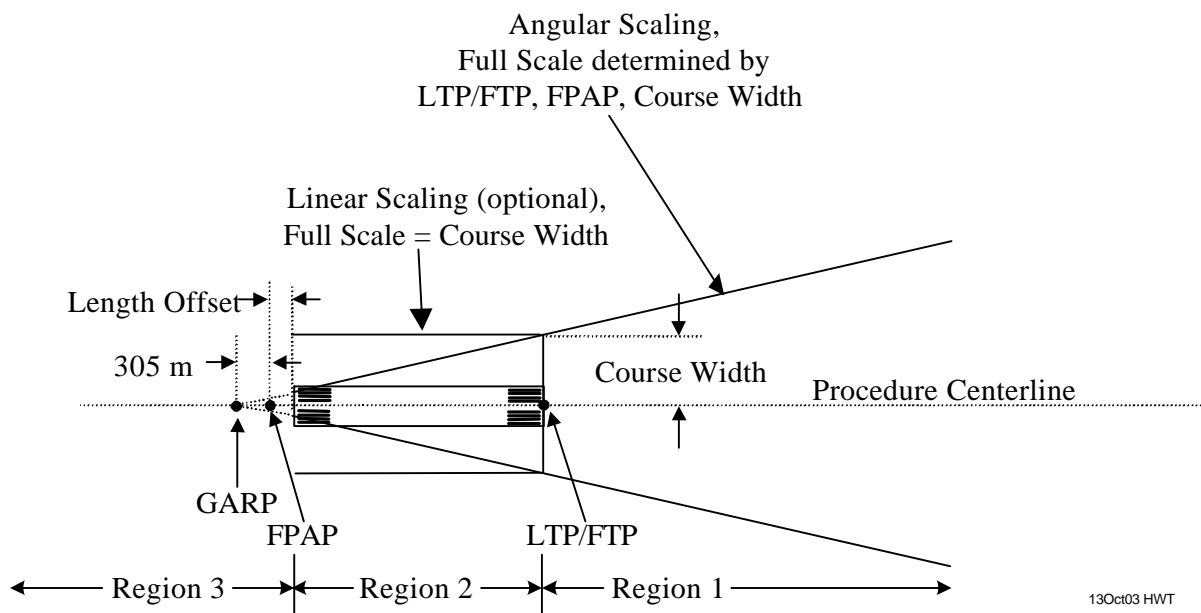 Angular Scaling,
Full Scale determined by
LTP/FTP, FPAP, Course Width
Linear Scaling (optional),
Full Scale = Course Width
Length Offset
305 m
Course Width
Procedure Centerline
GARP
FPAP
LTP/FTP
Region 3
Region 2
Region 1
13Oct03 HWT